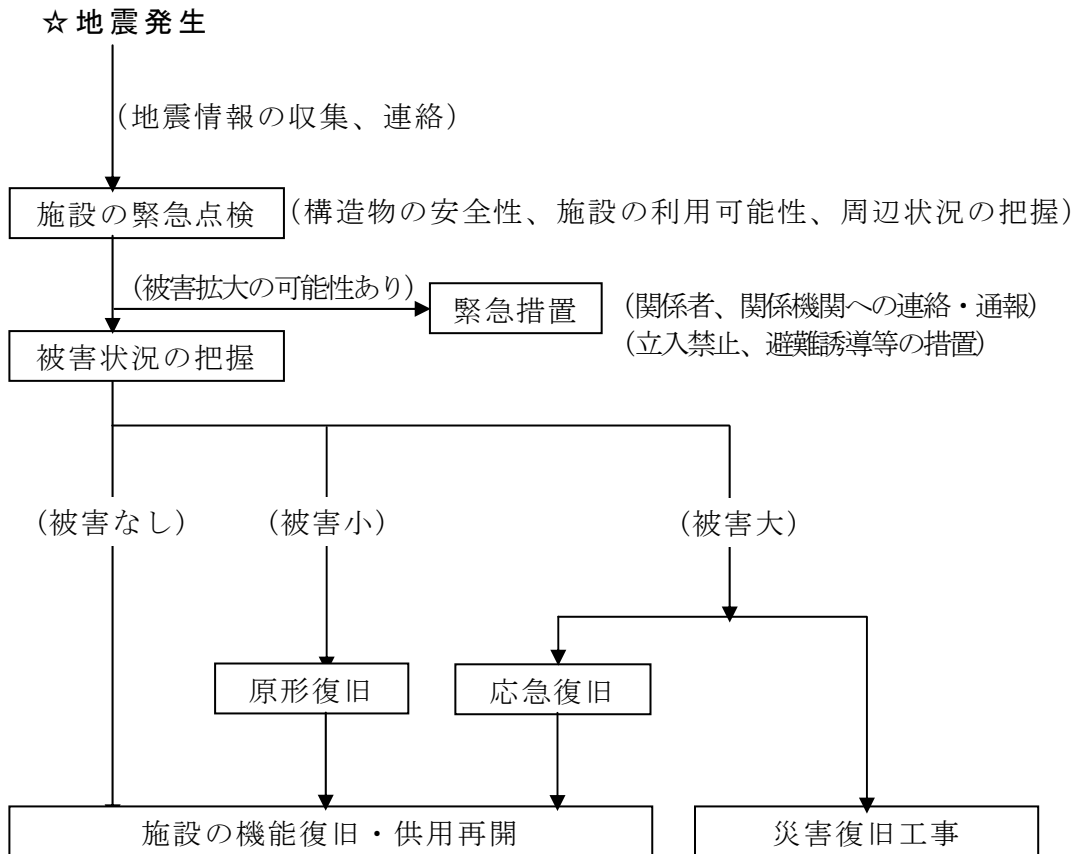 ☆地震発生
(地震情報の収集、連絡)
施設の緊急点検
(構造物の安全性、施設の利用可能性、周辺状況の把握)
(被害拡大の可能性あり)
緊急措置
(関係者、関係機関への連絡・通報)
(立入禁止、避難誘導等の措置)
被害状況の把握
(被害なし)
(被害小)
(被害大)
原形復旧
応急復旧
施設の機能復旧・供用再開
災害復旧工事